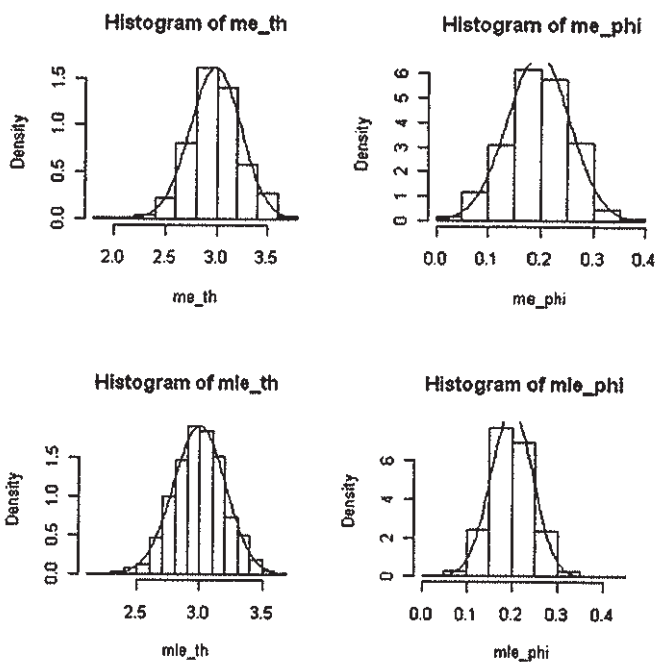 Histogram of me_th
Density
0.0 0.5 1.0 1.5
2.0 2.5 3.0 3.5
me_th
Histogram of me_phi
Density
0 1 2 3 4 5 6
0.0 0.1 0.2 0.3 0.4
me_phi
Histogram of mle_th
Density
0.0 0.5 1.0 1.5
2.5 3.0 3.5
mle_th
Histogram of mle_phi
Density
0 2 4 6
0.0 0.1 0.2 0.3 0.4
mle_phi